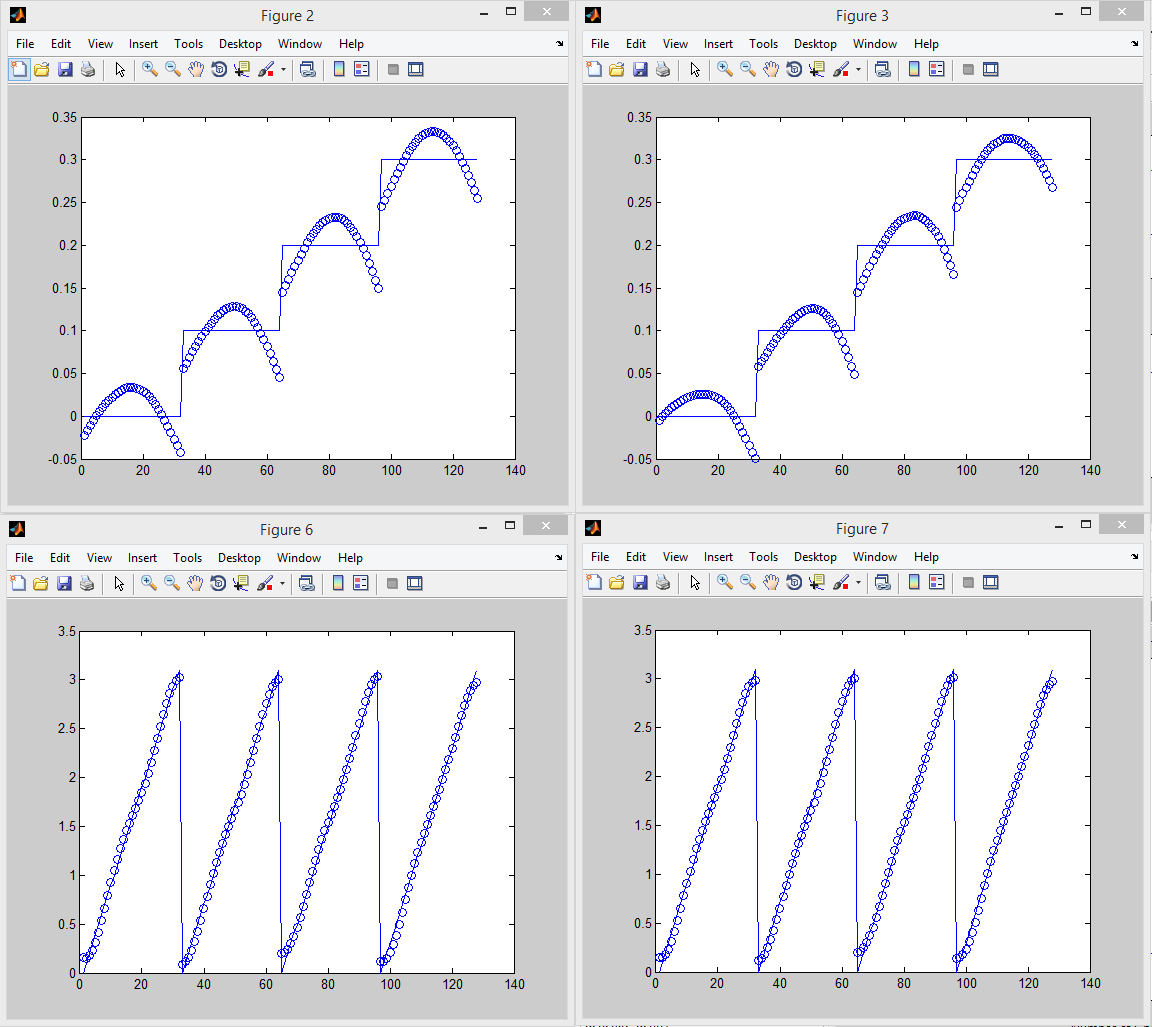 Figure 2
File Edit View Insert Tools Desktop Window Help
0.35
0.3
0.25
0.2
0.15
0.1
0.05
0
-0.05
0 20 40 60 80 100 120 140
Figure 3
File Edit View Insert Tools Desktop Window Help
0.35
0.3
0.25
0.2
0.15
0.1
0.05
0
-0.05
0 20 40 60 80 100 120 140
Figure 6
File Edit View Insert Tools Desktop Window Help
3.5
3
2.5
2
1.5
1
0.5
0
0 20 40 60 80 100 120 140
Figure 7
File Edit View Insert Tools Desktop Window Help
3.5
3
2.5
2
1.5
1
0.5
0
0 20 40 60 80 100 120 140